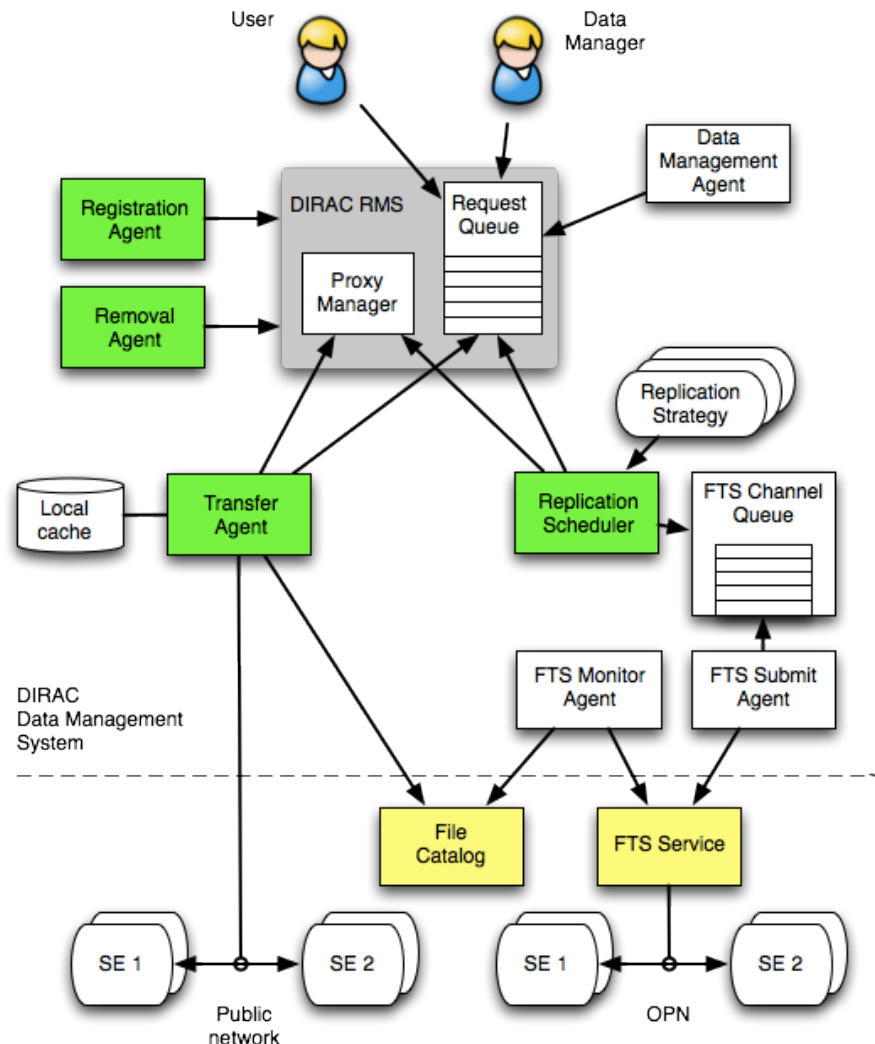 User
Data
Manager
Data
Management
Agent
Registration
Agent
DIRAC RMS
Request
Queue
Proxy
Manager
Removal
Agent
Replication
Strategy
Local
cache
Transfer
Agent
Replication
Scheduler
FTS Channel
Queue
FTS Monitor
Agent
FTS Submit
Agent
DIRAC
Data Management
System
File
Catalog
FTS Service
SE 1
SE 2
SE 1
SE 2
Public
network
OPN